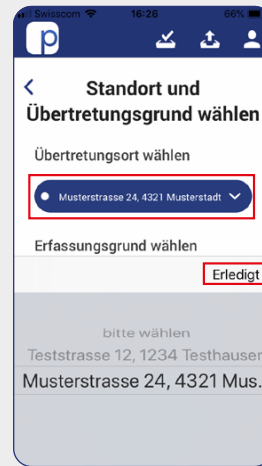 Swisscom 16:26 66%
p
Standort und
Übertretungsgrund wählen
Übertretungsort wählen
Musterstrasse 24, 4321 Musterstadt
Erfassungsgrund wählen
Erledigt
bitte wählen
Teststrasse 12, 1234 Testhausen
Musterstrasse 24, 4321 Mus...